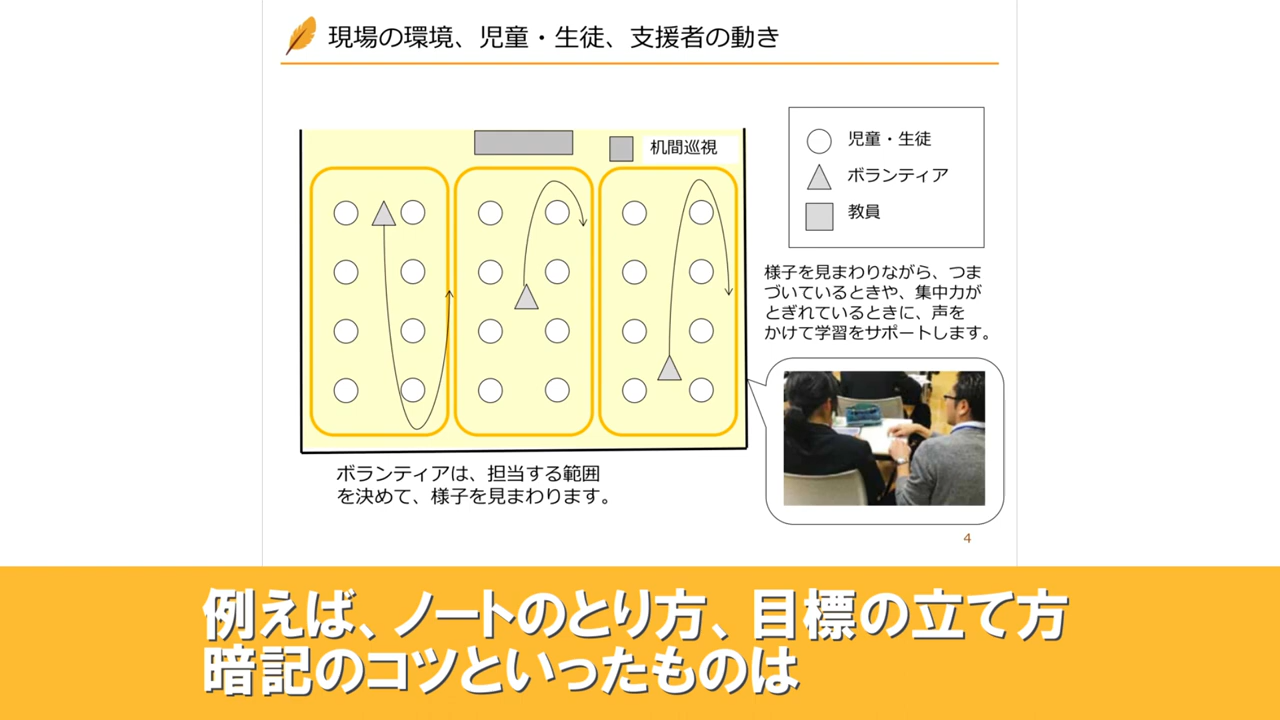 現場の環境、児童・生徒、支援者の動き
机間巡視
児童・生徒
ボランティア
教員
様子を見まわりながら、つま
づいているときや、集中力が
とぎれているときに、声を
かけて学習をサポートします。
ボランティアは、担当する範囲
を決めて、様子を見まわります。
4
例えば、ノートのとり方、目標の立て方
暗記のコツといったものは